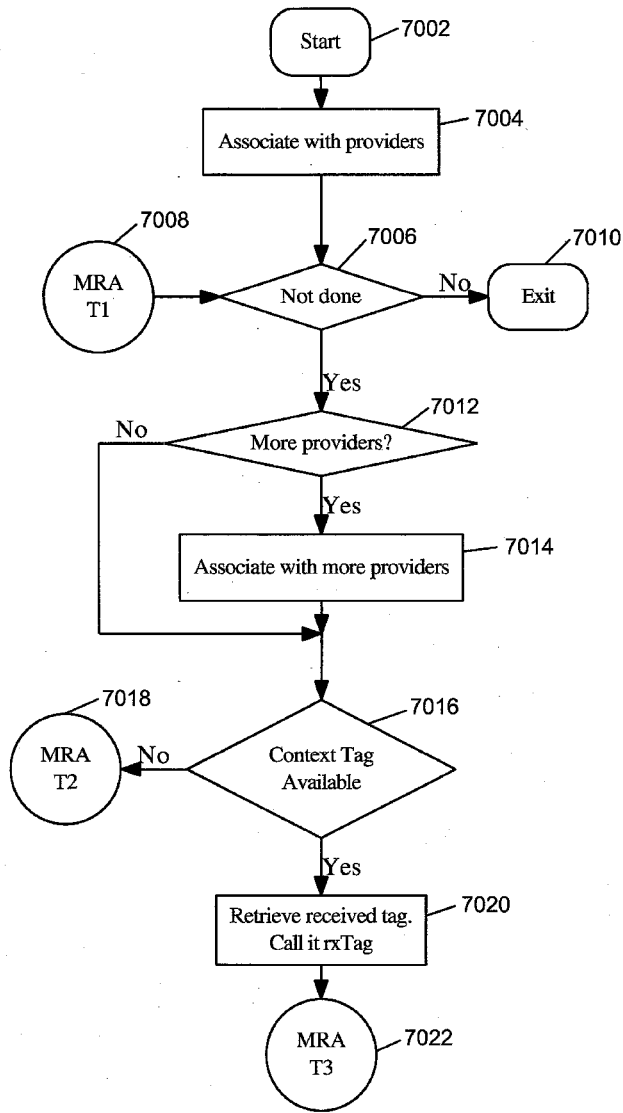 Start
7002
Associate with providers
7004
7008
MRA
T1
7006
Not done
No
7010
Exit
Yes
7012
No
More providers?
Yes
7014
Associate with more providers
7018
MRA
T2
No
7016
Context Tag
Available
Yes
Retrieve received tag.
Call it rxTag
7020
MRA
T3
7022